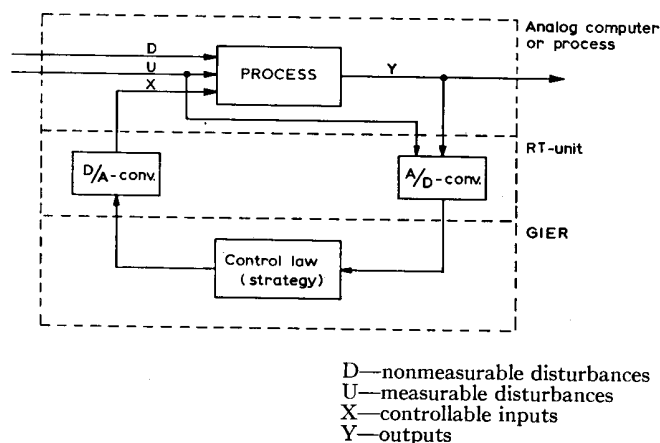 Analog computer
or process
D
U
X
PROCESS
Y
RT-unit
D/A-conv.
A/D-conv.
GIER
Control law
(strategy)
D—nonmeasurable disturbances
U—measurable disturbances
X—controllable inputs
Y—outputs